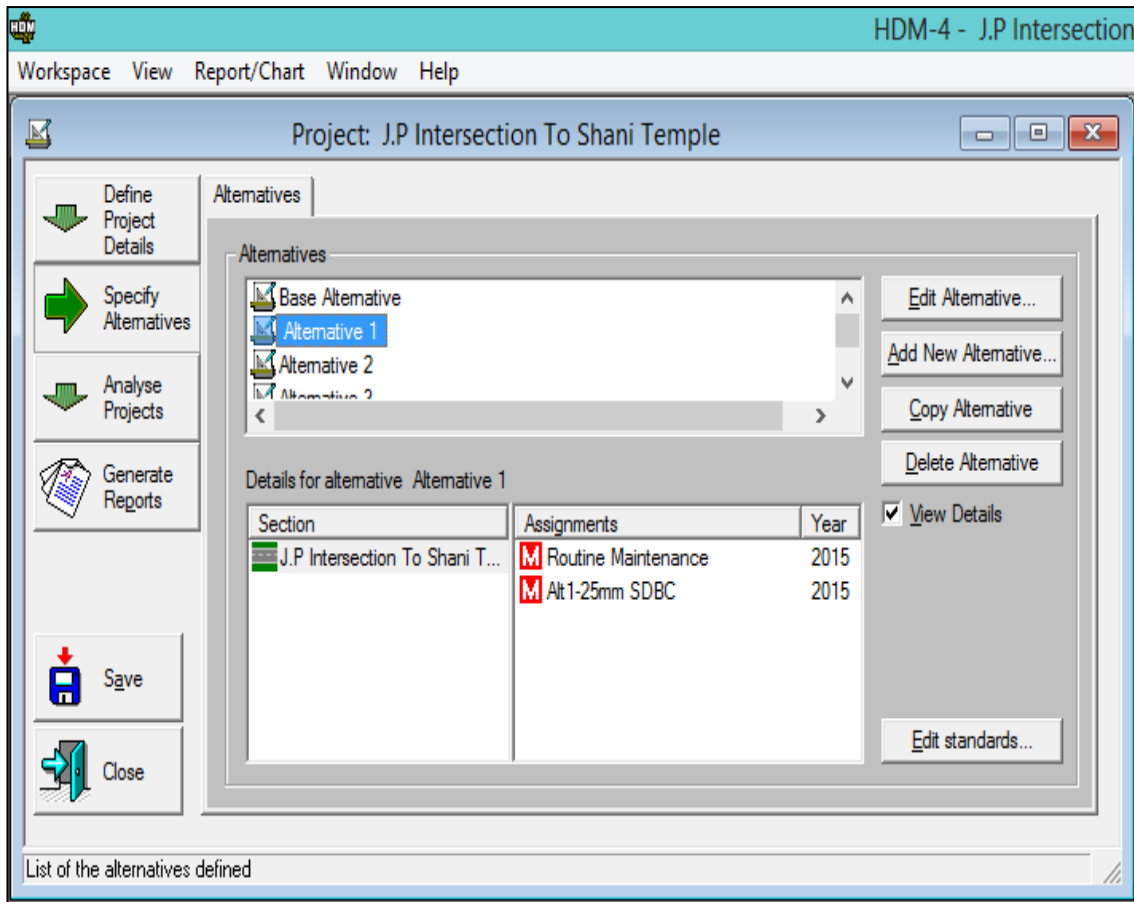 HDM
HDM-4 - J.P Intersection
Workspace View Report/Chart Window Help
Project: J.P Intersection To Shani Temple
Define
Project
Details
Specify
Alternatives
Analyse
Projects
Generate
Reports
Save
Close
Alternatives
Alternatives
Base Alternative
Alternative 1
Alternative 2
Alternative 3
Edit Alternative...
Add New Alternative...
Copy Alternative
Delete Alternative
View Details
Details for alternative Alternative 1
Section
J.P Intersection To Shani T...
Assignments Year
Routine Maintenance 2015
Alt1-25mm SDBC 2015
Edit standards...
List of the alternatives defined